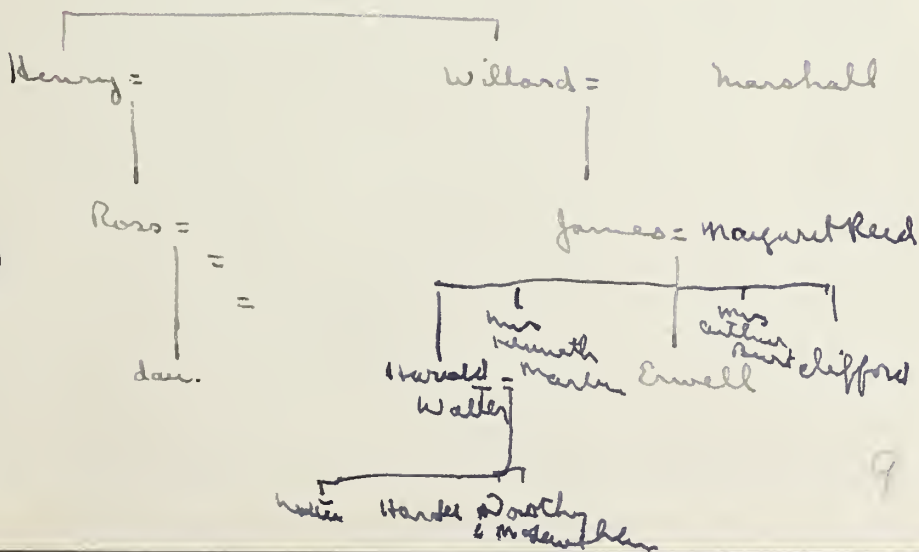 Henry = Willard = Marshall
Ross = James = Margaret Reed
=
=
Mrs Kenneth Martin
Mrs Arthur Burt
dau. Harold = Erwell Clifford
Walter
Dorothy
9